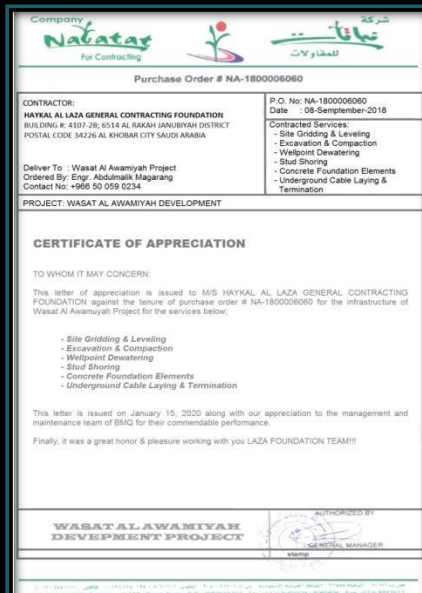 Company
Nabatat
For Contracting
شركة
نباتات
للمقاولات
Purchase Order # NA-1800006060
CONTRACTOR:
HAYKAL AL LAZA GENERAL CONTRACTING FOUNDATION
BUILDING #: 4107-2B; 6514 AL RAKAH JANUBIYAH DISTRICT
POSTAL CODE 34226 AL KHOBAR CITY SAUDI ARABIA
Deliver To : Wasat Al Awamiyah Project
Ordered By: Engr. Abdulmalik Magarang
Contact No: +966 50 059 0234
P.O. No: NA-1800006060
Date : 08-Semptember-2018
Contracted Services:
- Site Gridding & Leveling
- Excavation & Compaction
- Wellpoint Dewatering
- Stud Shoring
- Concrete Foundation Elements
- Underground Cable Laying &
Termination
PROJECT: WASAT AL AWAMIYAH DEVELOPMENT
CERTIFICATE OF APPRECIATION
TO WHOM IT MAY CONCERN:
This letter of appreciation is issued to M/S HAYKAL AL LAZA GENERAL CONTRACTING
FOUNDATION against the tenure of purchase order # NA-1800006060 for the infrastructure of
Wasat Al Awamuyah Project for the services below;
- Site Gridding & Leveling
- Excavation & Compaction
- Wellpoint Dewatering
- Stud Shoring
- Concrete Foundation Elements
- Underground Cable Laying & Termination
This letter is issued on January 15, 2020 along with our appreciation to the management and
maintenance team of BMQ for their commendable performance.
Finally, it was a great honor & pleasure working with you LAZA FOUNDATION TEAM!!!
WASAT AL AWAMIYAH
DEVEPMENT PROJECT
AUTHORIZED BY
GENERAL MANAGER
stamp